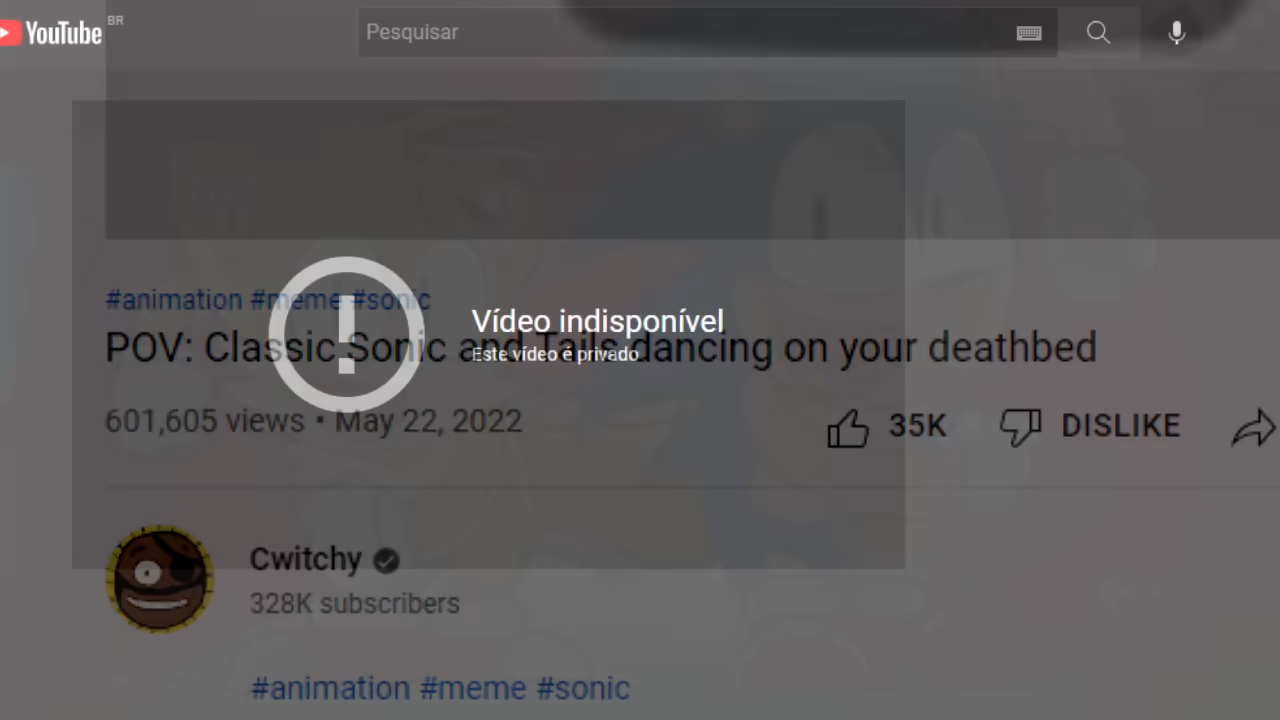 YouTube BR
Pesquisar
#animation #meme #sonic
Vídeo indisponível
POV: Classic Sonic and Tails dancing on your deathbed
Este vídeo é privado
601,605 views • May 22, 2022
35K DISLIKE
Cwitchy
328K subscribers
#animation #meme #sonic